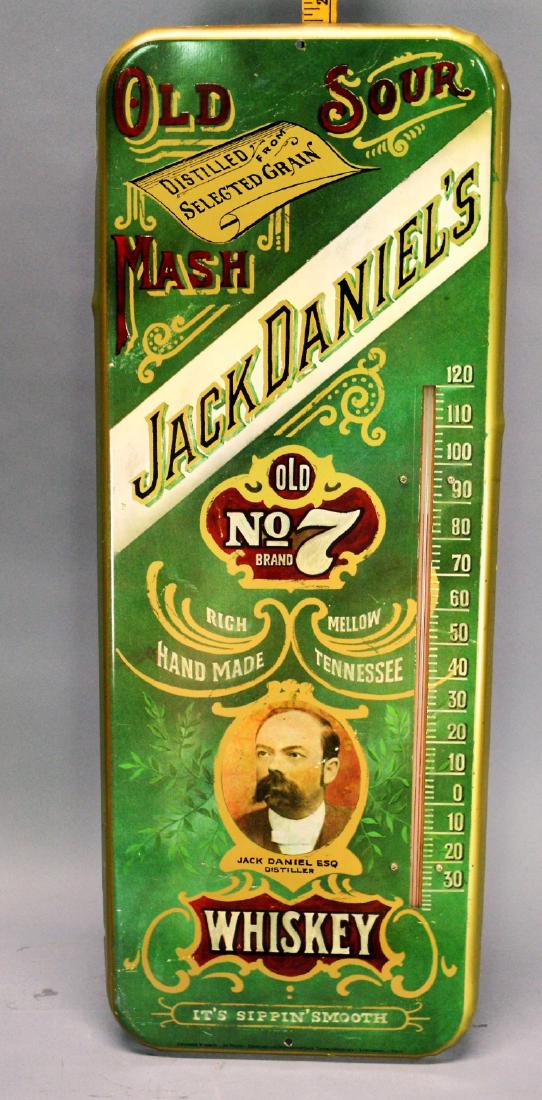 OLD SOUR
DISTILLED FROM
SELECTED GRAIN
MASH
JACK DANIEL'S
OLD
No 7
BRAND
RICH MELLOW
HAND MADE TENNESSEE
JACK DANIEL ESQ
DISTILLER
WHISKEY
IT'S SIPPIN' SMOOTH
120
110
100
90
80
70
60
50
40
30
20
10
0
10
20
30